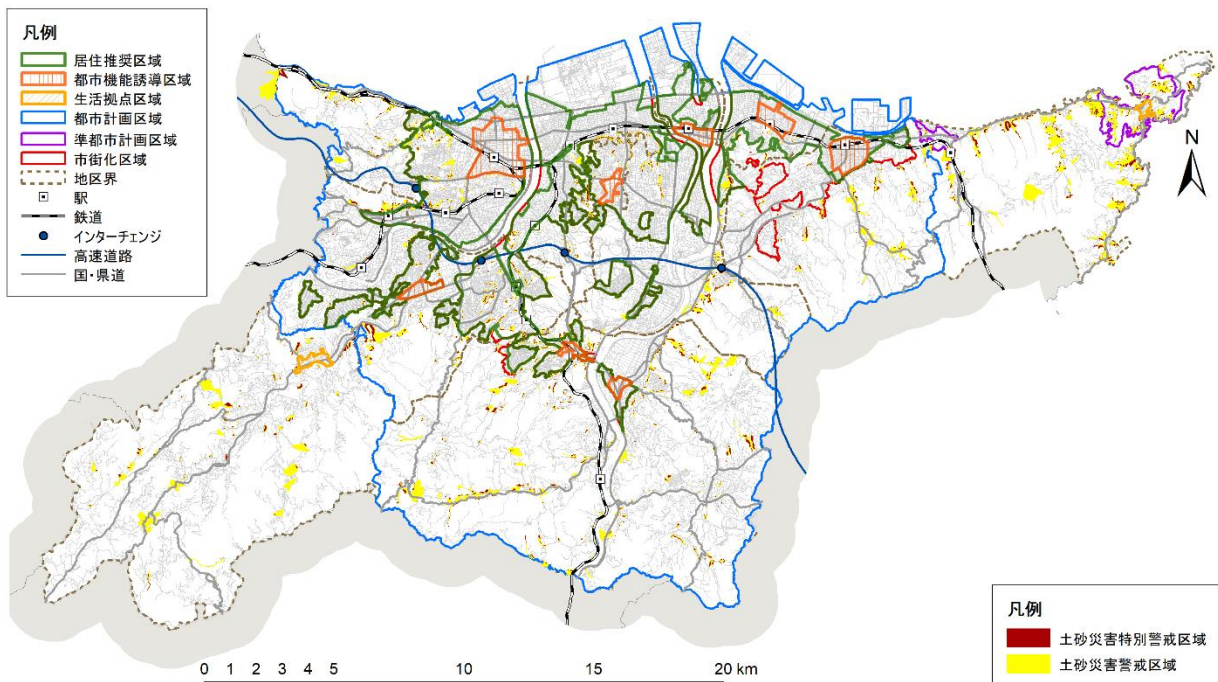 凡例
居住推奨区域
都市機能誘導区域
生活拠点区域
都市計画区域
準都市計画区域
市街化区域
地区界
駅
鉄道
インターチェンジ
高速道路
国・県道
N
0 1 2 3 4 5 10 15 20 km
凡例
土砂災害特別警戒区域
土砂災害警戒区域